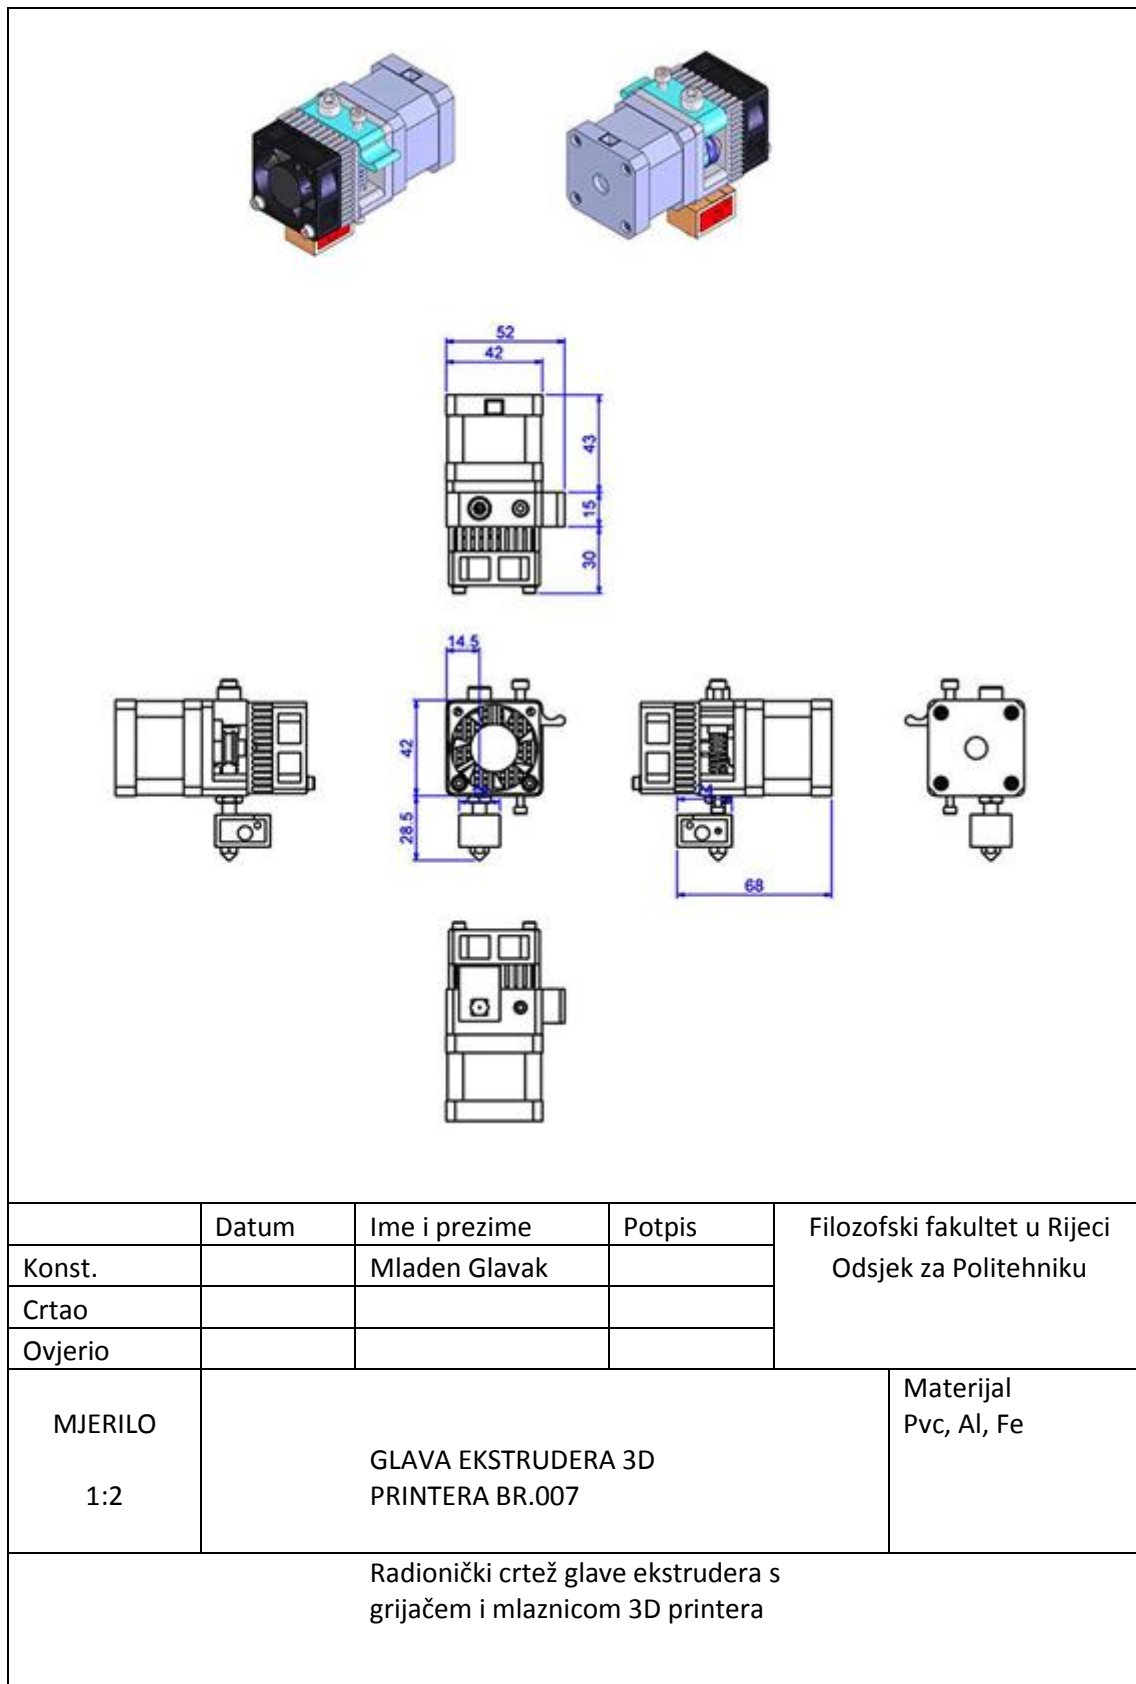 52
42
43
15
30
14.5
42
28.5
68
Datum Ime i prezime Potpis Filozofski fakultet u Rijeci
Konst. Mladen Glavak Odsjek za Politehniku
Crtao
Ovjerio
Materijal
MJERILO Pvc, Al, Fe
GLAVA EKSTRUDERA 3D
1:2 PRINTERA BR.007
Radionički crtež glave ekstrudera s
grijačem i mlaznicom 3D printera